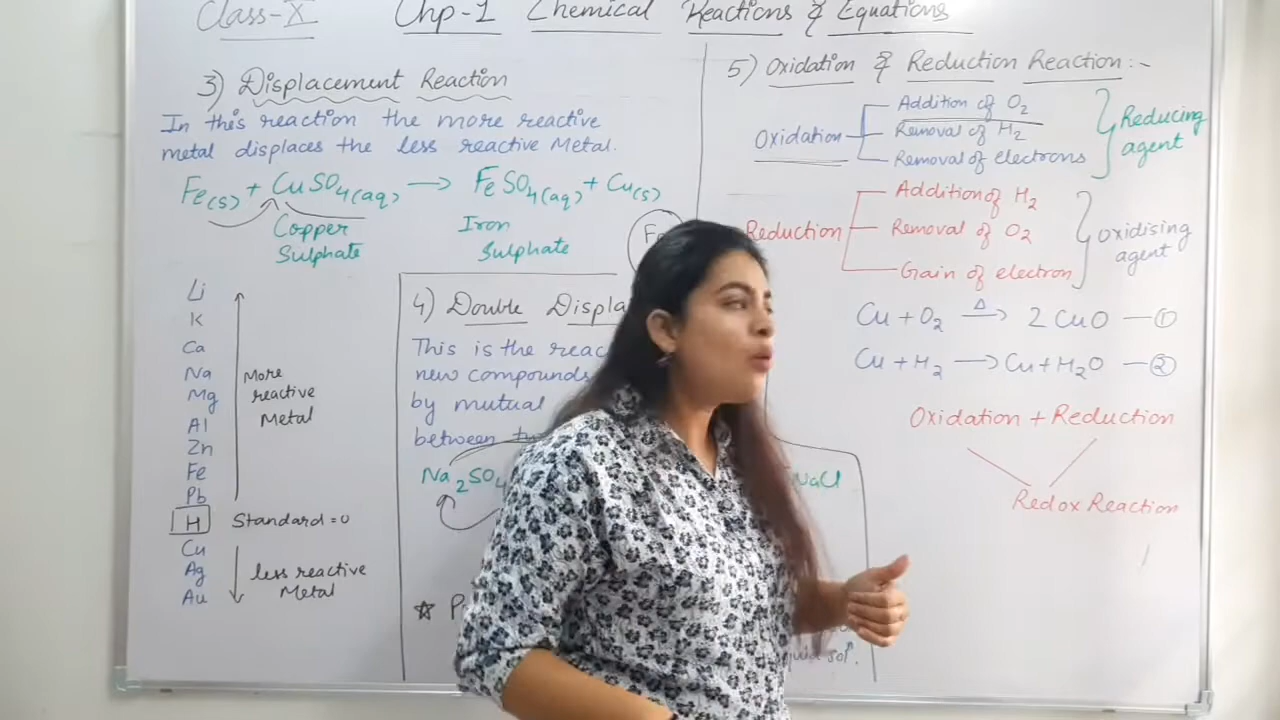 Class-X Chp-1 Chemical Reactions & Equations
3) Displacement Reaction
In this reaction the more reactive
metal displaces the less reactive Metal.
Fe(s) + CuSO4(aq) → FeSO4(aq) + Cu(s)
Copper
Sulphate
Iron
Sulphate
Li
K
Ca
Na
Mg
Al
Zn
Fe
Pb
H
Cu
Ag
Au
More
reactive
Metal
Standard = 0
less reactive
Metal
4) Double
This is the
new compounds
by mutual
between
Na2SO4
NaCl
5) Oxidation & Reduction Reaction:-
Oxidation
Addition of O2
Removal of H2
Removal of electrons
Reducing
agent
Reduction
Addition of H2
Removal of O2
Gain of electron
Oxidising
agent
Cu + O2 →Δ 2 CuO — ①
Cu + H2 → Cu + H2O — ②
Oxidation + Reduction
Redox Reaction